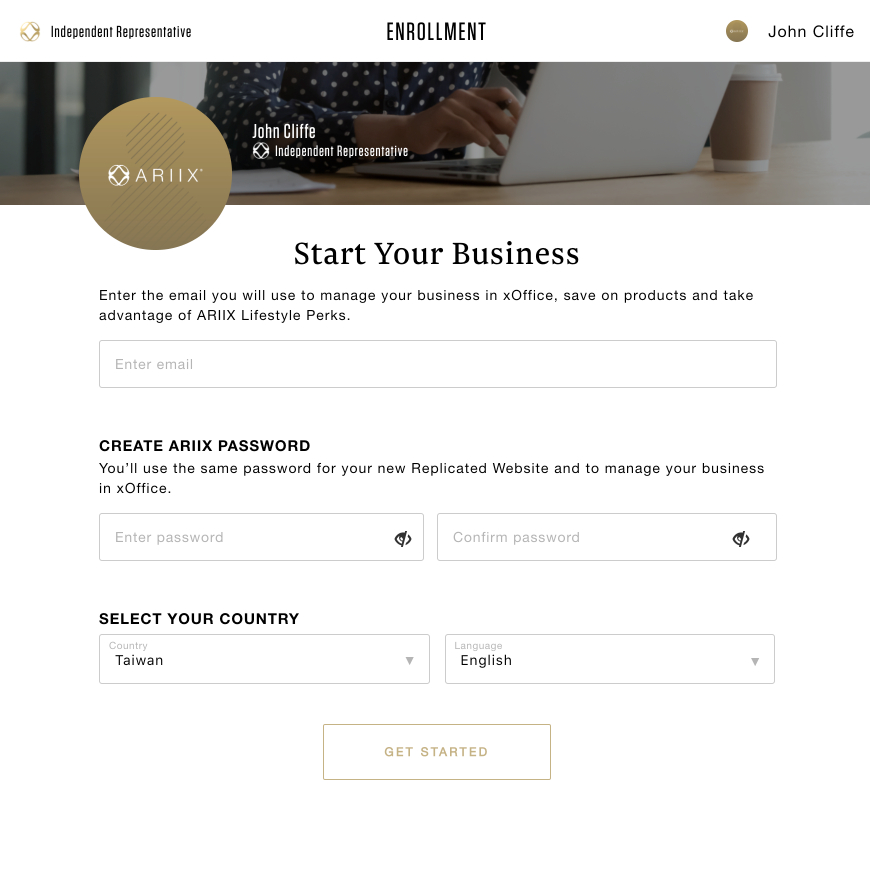 Independent Representative
ENROLLMENT
John Cliffe
John Cliffe
Independent Representative
ARIIX
Start Your Business
Enter the email you will use to manage your business in xOffice, save on products and take
advantage of ARIIX Lifestyle Perks.
Enter email
CREATE ARIIX PASSWORD
You’ll use the same password for your new Replicated Website and to manage your business
in xOffice.
Enter password
Confirm password
SELECT YOUR COUNTRY
Country
Taiwan
Language
English
GET STARTED